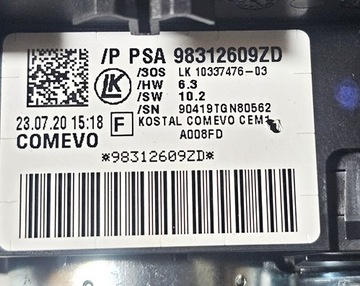 /P PSA 98312609ZD
/SOS LK 10337476-03
/HW 6.3
/SW 10.2
/SN 90419TGN80562
23.07.20 15:18 F KOSTAL COMEVO CEM1
A008FD
COMEVO
*98312609ZD*